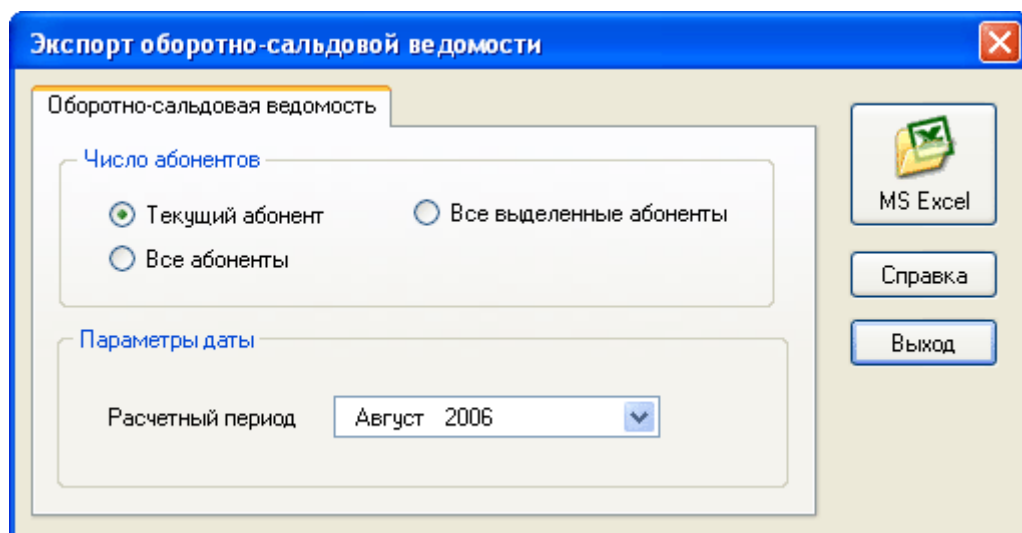 Экспорт оборотно-сальдовой ведомости
Оборотно-сальдовая ведомость
Число абонентов
Текущий абонент
Все выделенные абоненты
Все абоненты
MS Excel
Справка
Параметры даты
Выход
Расчетный период
Август 2006